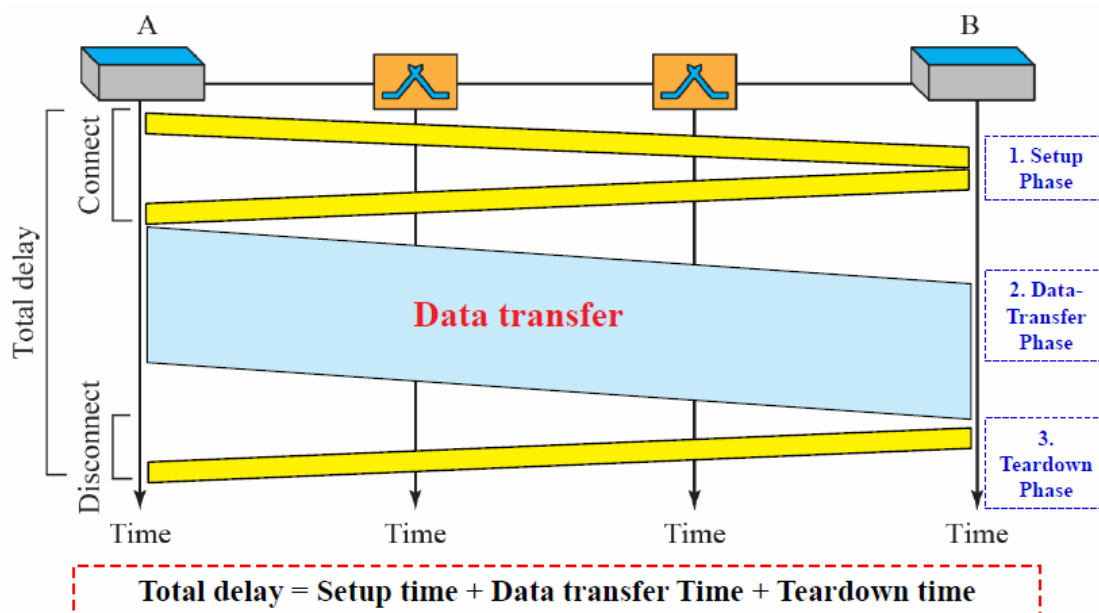 A
B
Total delay
Connect
Disconnect
1. Setup
Phase
Data transfer
2. Data-
Transfer
Phase
3.
Teardown
Phase
Time
Time
Time
Time
Total delay = Setup time + Data transfer Time + Teardown time